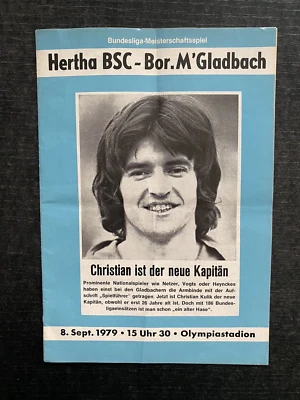 Bundesliga-Meisterschaftsspiel
Hertha BSC-Bor.M'Gladbach
Christian ist der neue Kapitän
Prominente Nationalspieler wie Netzer, Vogts oder Heynckes
haben einst bei den Gladbachern die Armbinde mit der Auf-
schrift „Spielführer" getragen. Jetzt ist Christian Kulik der neue
Kapitän, obwohl er erst 26 Jahre alt ist. Doch mit 186 Bundes-
ligaeinsätzen ist man schon „ein alter Hase".
8. Sept. 1979 • 15 Uhr 30 • Olympiastadion